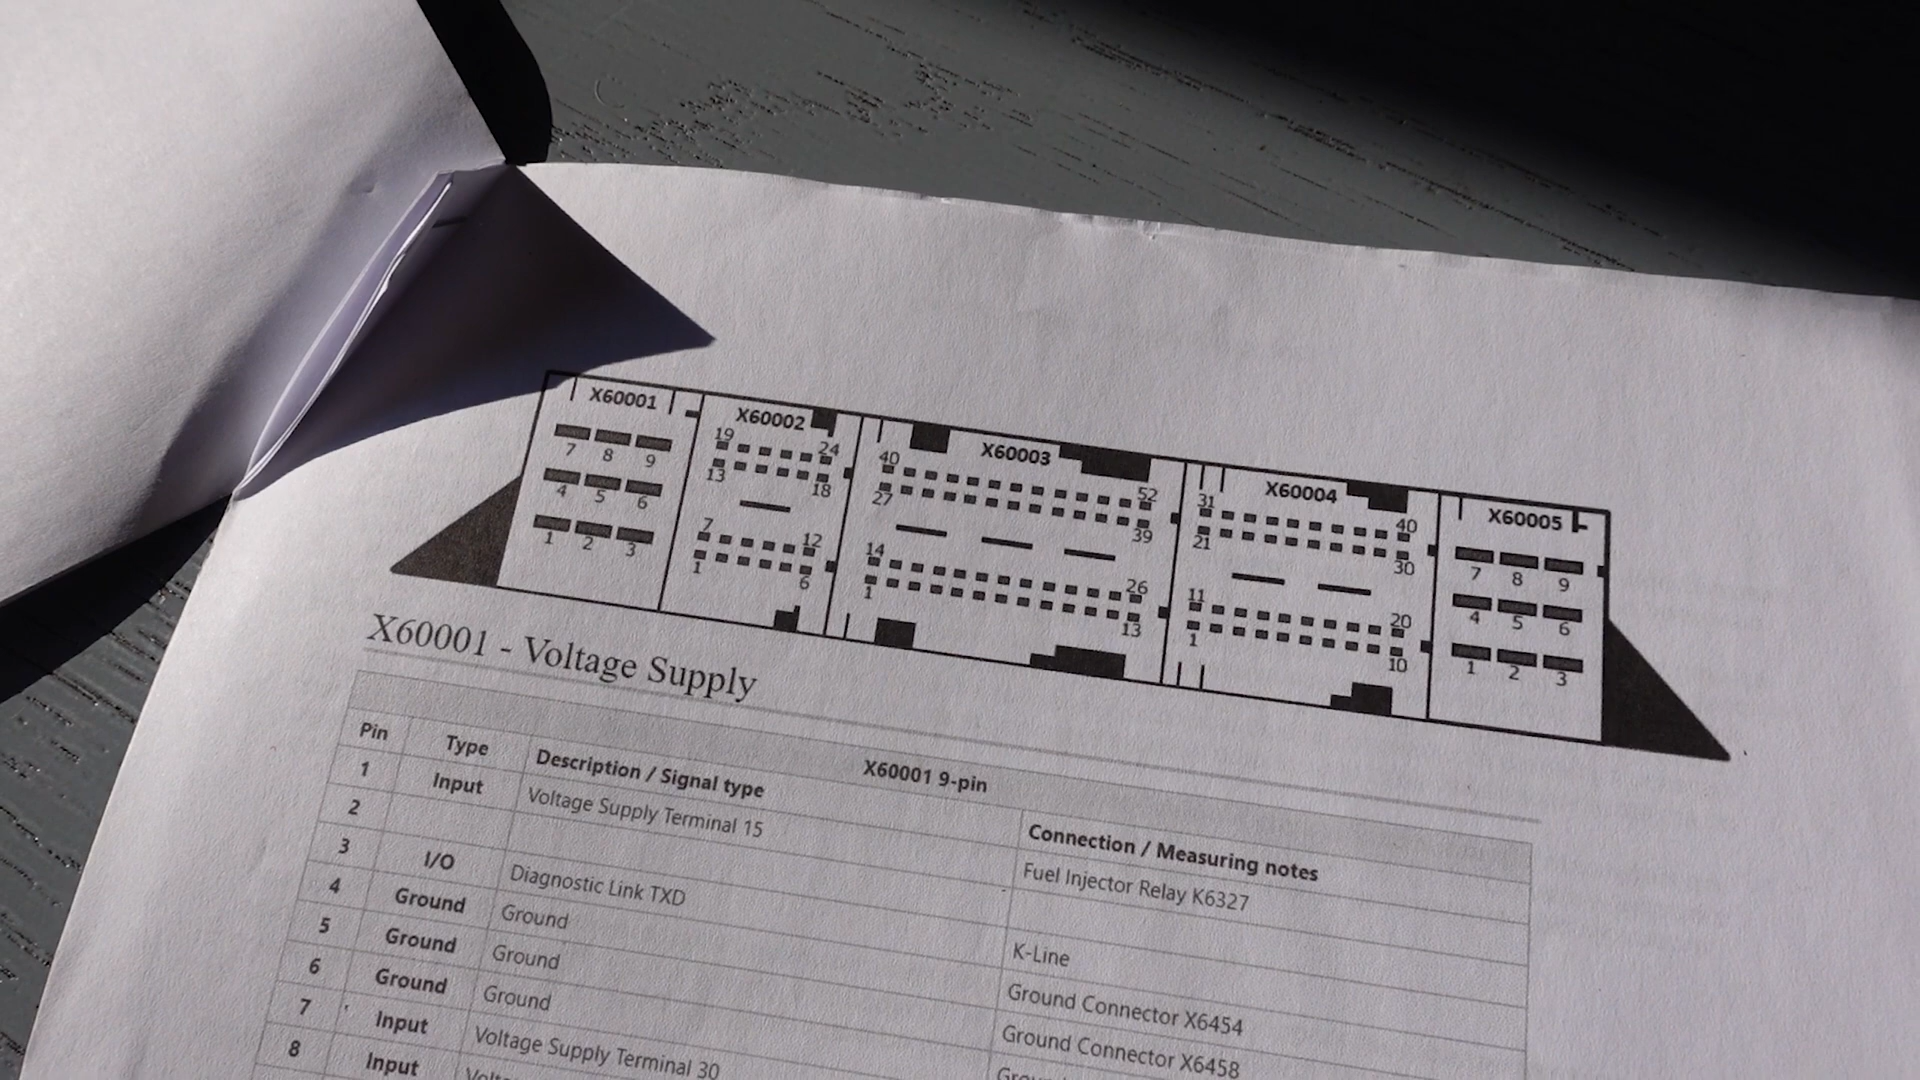 X60001 X60002 X60003 X60004 X60005
19 24 40 52 31 40
7 8 9 13 18 27 39 21 30 7 8 9
4 5 6 7 12 14 26 11 20 4 5 6
1 2 3 1 6 1 13 1 10 1 2 3
X60001 - Voltage Supply
X60001 9-pin
Pin Type Description / Signal type Connection / Measuring notes
1 Input Voltage Supply Terminal 15 Fuel Injector Relay K6327
2
3 I/O Diagnostic Link TXD K-Line
4 Ground Ground Ground Connector X6454
5 Ground Ground Ground Connector X6458
6 Ground Ground
7 Input Voltage Supply Terminal 30
8 Input